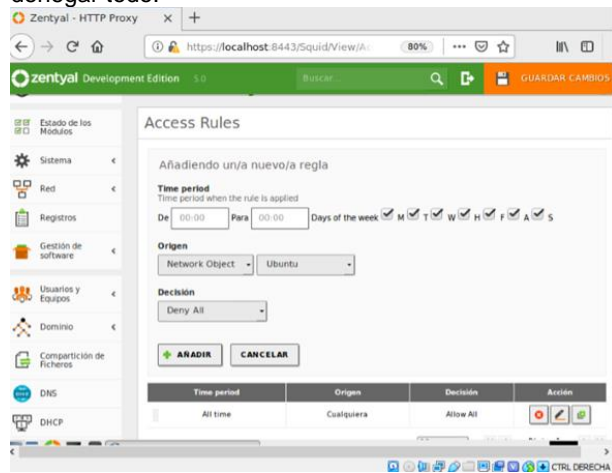 denegar todo.
Zentyal - HTTP Proxy
https://localhost:8443/Squid/View/A
80%
zentyal Development Edition 5.0
Buscar...
GUARDAR CAMBIOS
Estado de los Módulos
Sistema
Red
Registros
Gestión de software
Usuarios y Equipos
Dominio
Compartición de Ficheros
DNS
DHCP
Access Rules
Añadiendo un/a nuevo/a regla
Time period
Time period when the rule is applied
De 00:00 Para 00:00 Days of the week M T W H F A S
Origen
Network Object Ubuntu
Decisión
Deny All
AÑADIR CANCELAR
Time period Origen Decisión Acción
All time Cualquiera Allow All
CTRL DERECHA